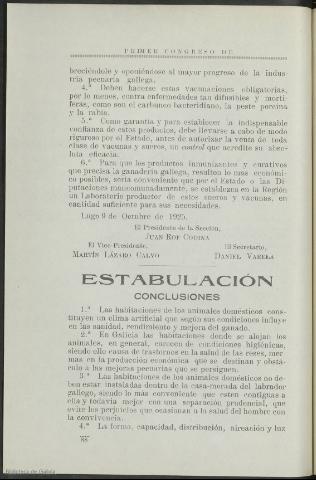 PRIMER CONGRESO DE
breciéndole y oponiéndose al mayor progreso de la indus-
tria pecuaria gallega.
4.ª Deben hacerse estas vacunaciones obligatorias,
por lo menos, contra enfermedades tan difusibles y mortí-
feras, como son el carbunco bacteridiano, la peste porcina
y la rabia.
5.ª Como garantía y para establecer la indispensable
confianza de estos productos, debe llevarse a cabo de modo
riguroso por el Estado, antes de autorizar la venta de toda
clase de vacunas y sueros, un control que acredite su abso-
luta eficacia.
6.ª Para que los productos inmunizantes y curativos
que precisa la ganadería gallega, resulten lo más económi-
co posibles, sería conveniente que por el Estado o las Di-
putaciones mancomunadamente, se establezca en la Región
un Laboratorio productor de estos sueros y vacunas, en
cantidad suficiente para sus necesidades.
Lugo 9 de Octubre de 1925.
El Presidente de la Sección,
JUAN ROF CODINA
El Vice-Presidente, El Secretario,
MARTÍN LÁZARO CALVO DANIEL VARELA
ESTABULACIÓN
CONCLUSIONES
1.ª Las habitaciones de los animales domésticos cons-
tituyen un clima artificial que según sus condiciones influye
en las sanidad, rendimiento y mejora del ganado.
2.ª En Galicia las habitaciones donde se alojan los
animales, en general, carecen de condiciones higiénicas,
siendo ello causa de trastornos en la salud de las reses, mer-
mas en la producción económica que se destinan y obstá-
culo a las mejoras pecuarias que se persiguen.
3.ª Las habitaciones de los animales domésticos no de-
ben estar instaladas dentro de la casa-morada del labrador
gallego, siendo lo más conveniente que estén contiguas a
ella y todavía mejor con una separación prudencial, que
evite los perjuicios que ocasionan a la salud del hombre con
la convivencia.
4.ª La forma, capacidad, distribución, aireación y luz
88
Biblioteca de Galicia